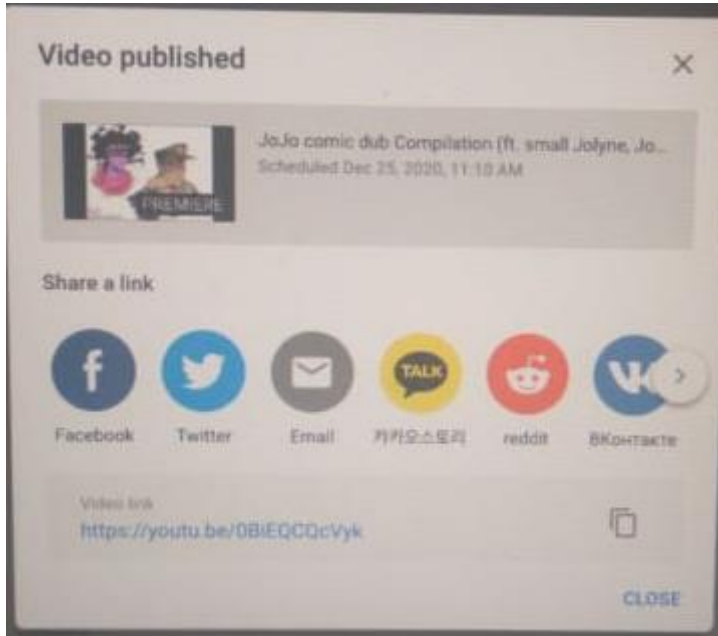 Video published
JoJo comic dub Compilation (ft. small Jolyne, Jo...
Scheduled Dec 25, 2020, 11:10 AM
PREMIERE
Share a link
TALK
Facebook
Twitter
Email
카카오스토리
reddit
ВКонтакте
Video link
https://youtu.be/0BiEQCQcVyk
CLOSE